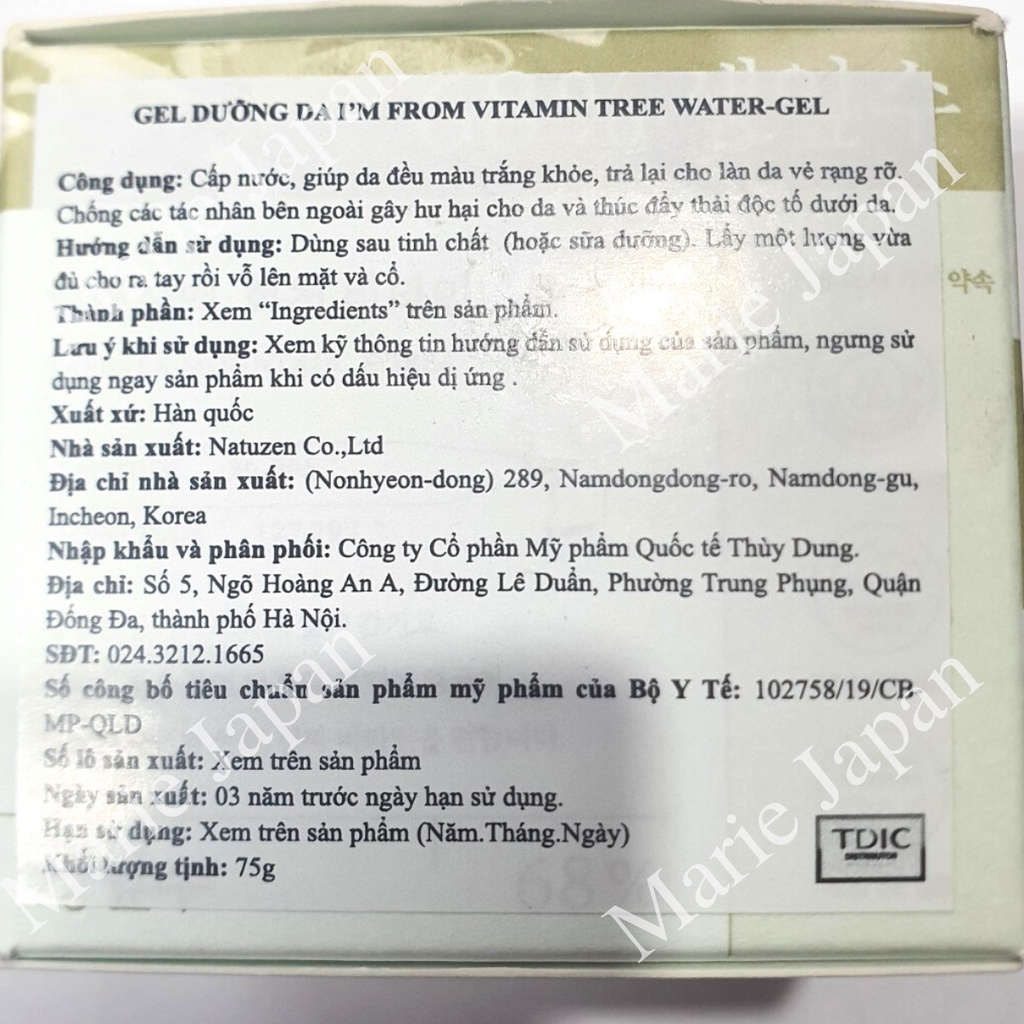 GEL DƯỠNG DA I'M FROM VITAMIN TREE WATER-GEL
Công dụng: Cấp nước, giúp da đều màu trắng khỏe, trả lại cho làn da vẻ rạng rỡ.
Chống các tác nhân bên ngoài gây hư hại cho da và thúc đẩy thải độc tố dưới da.
Hướng dẫn sử dụng: Dùng sau tinh chất (hoặc sữa dưỡng). Lấy một lượng vừa
đủ cho ra tay rồi vỗ lên mặt và cổ.
약속
Thành phần: Xem “Ingredients” trên sản phẩm.
Lưu ý khi sử dụng: Xem kỹ thông tin hướng dẫn sử dụng của sản phẩm, ngưng sử
dụng ngay sản phẩm khi có dấu hiệu dị ứng .
Xuất xứ: Hàn quốc
Nhà sản xuất: Natuzen Co.,Ltd
Địa chỉ nhà sản xuất: (Nonhyeon-dong) 289, Namdongdong-ro, Namdong-gu,
Incheon, Korea
Nhập khẩu và phân phối: Công ty Cổ phần Mỹ phẩm Quốc tế Thùy Dung.
Địa chỉ: Số 5, Ngõ Hoàng An A, Đường Lê Duẩn, Phường Trung Phụng, Quận
Đống Đa, thành phố Hà Nội.
SĐT: 024.3212.1665
Số công bố tiêu chuẩn sản phẩm mỹ phẩm của Bộ Y Tế: 102758/19/CB
MP-QLD
Số lô sản xuất: Xem trên sản phẩm
Ngày sản xuất: 03 năm trước ngày hạn sử dụng.
Hạn sử dụng: Xem trên sản phẩm (Năm.Tháng.Ngày)
Khối lượng tịnh: 75g
TDIC
DISTRIBUTOR
68%
Marie Japan
Marie Japan
Marie Japan
Marie Japan